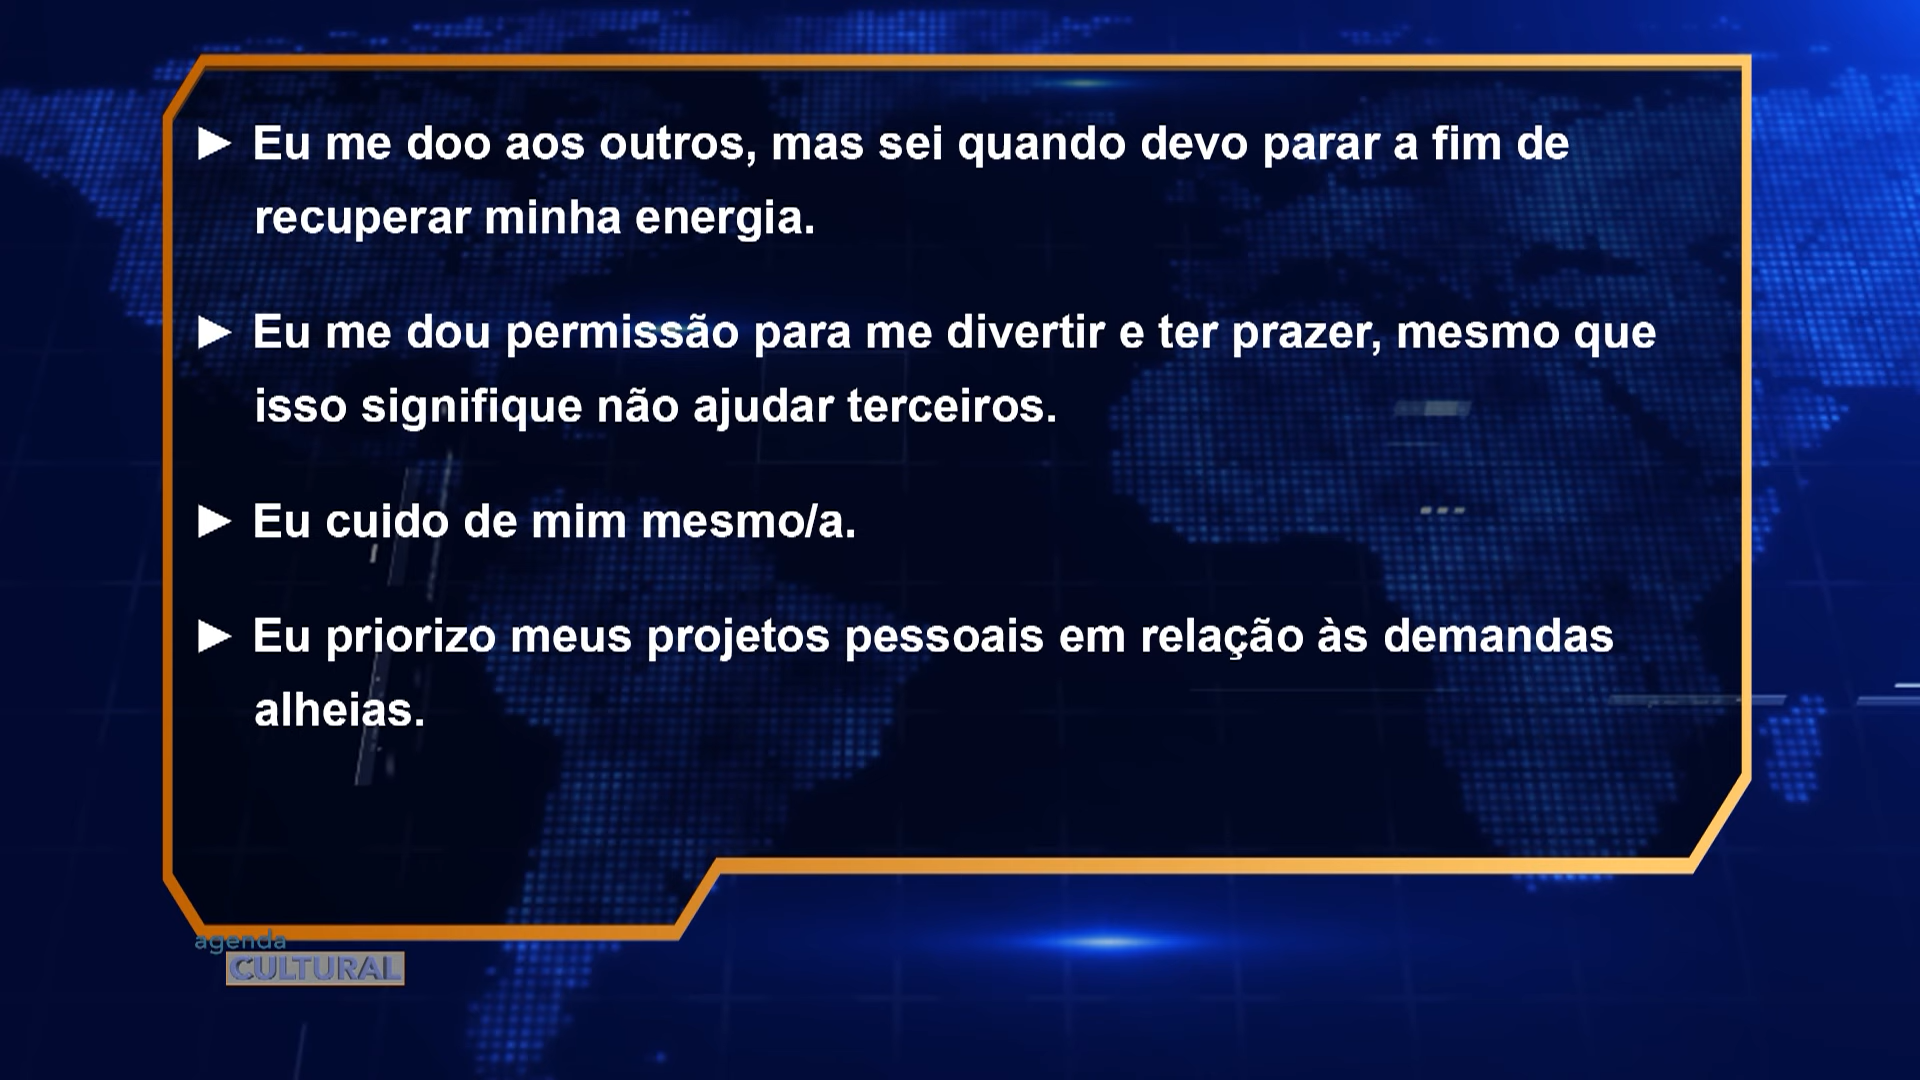 ► Eu me doo aos outros, mas sei quando devo parar a fim de
recuperar minha energia.
► Eu me dou permissão para me divertir e ter prazer, mesmo que
isso signifique não ajudar terceiros.
► Eu cuido de mim mesmo/a.
► Eu priorizo meus projetos pessoais em relação às demandas
alheias.
agenda
CULTURAL